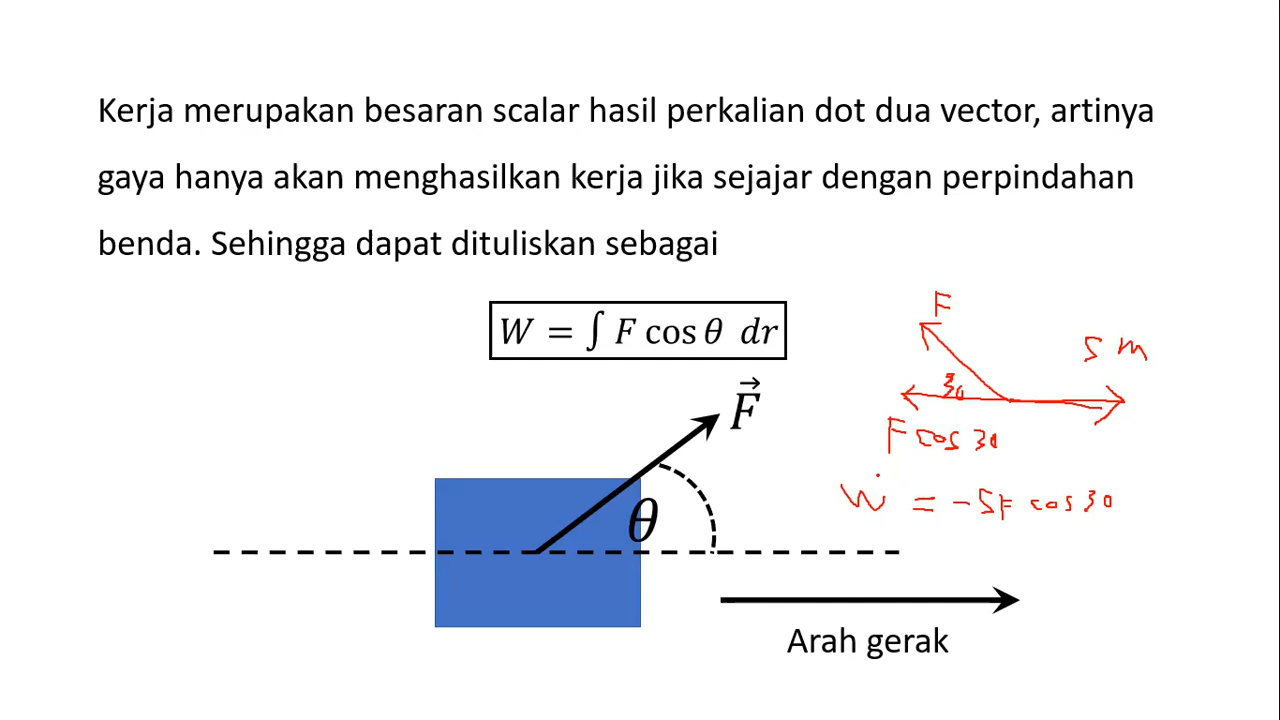 Kerja merupakan besaran scalar hasil perkalian dot dua vector, artinya
gaya hanya akan menghasilkan kerja jika sejajar dengan perpindahan
benda. Sehingga dapat dituliskan sebagai
W = ∫ F cos θ dr
F
5 m
30
F cos 30
W = -5F cos 30
F⃗
θ
Arah gerak